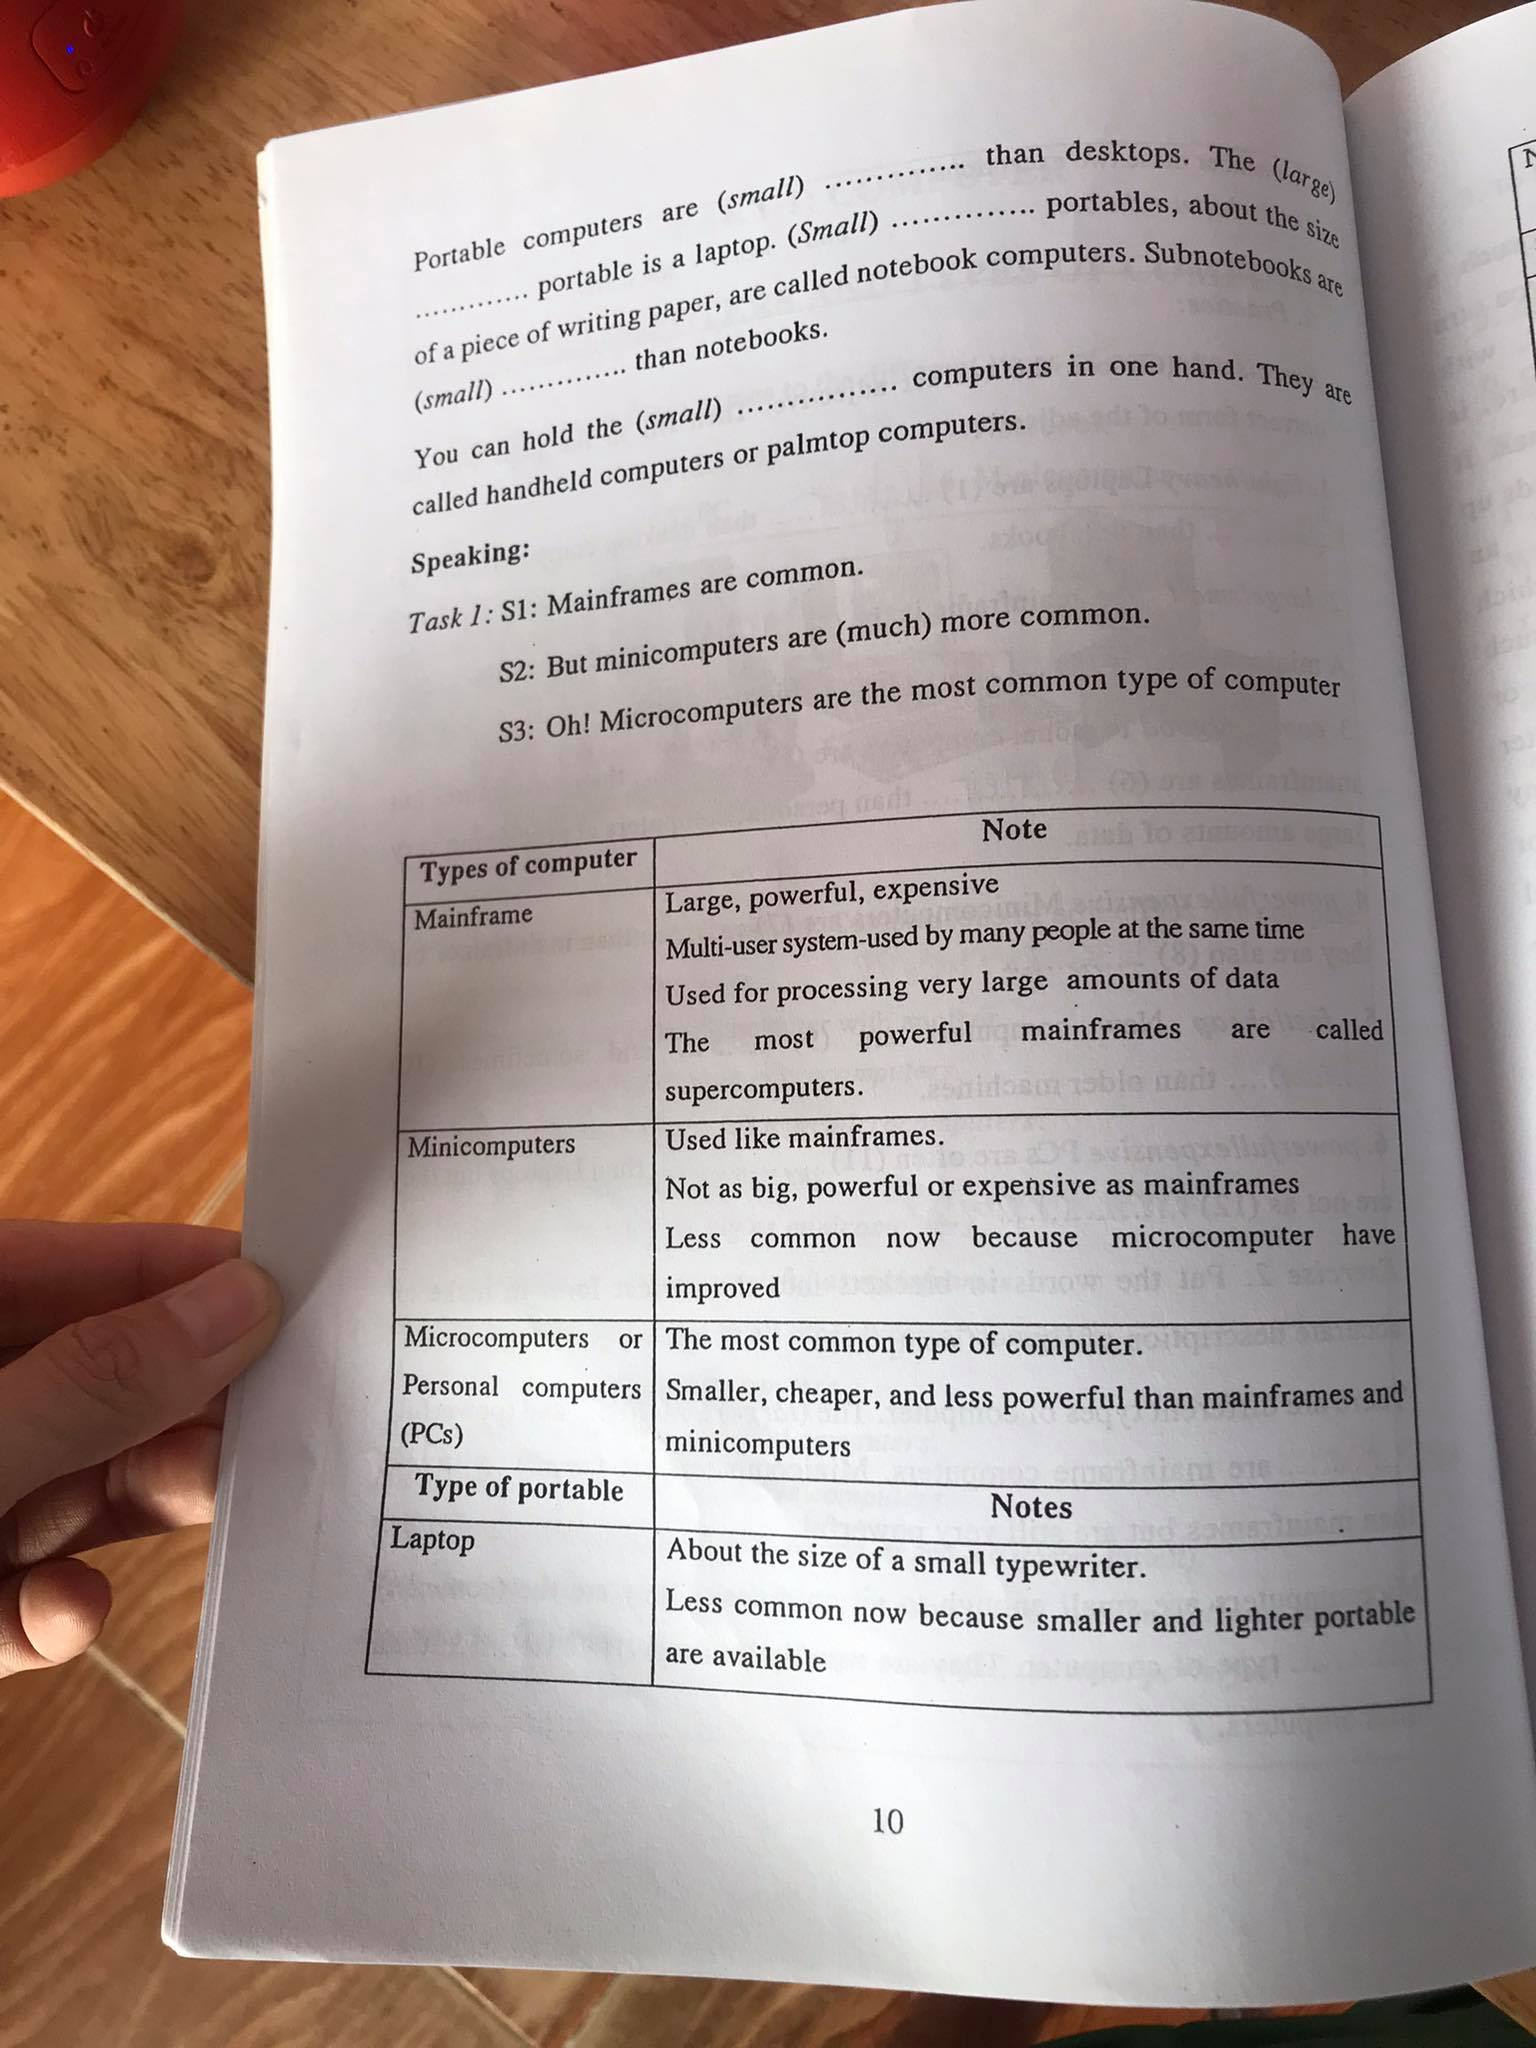 Portable computers are (small) .............. than desktops. The (large)
............ portable is a laptop. (Small) .............. portables, about the size
of a piece of writing paper, are called notebook computers. Subnotebooks are
(small) .............. than notebooks.
You can hold the (small) ................ computers in one hand. They are
called handheld computers or palmtop computers.
Speaking:
Task 1: S1: Mainframes are common.
S2: But minicomputers are (much) more common.
S3: Oh! Microcomputers are the most common type of computer
Types of computer
Note
Mainframe
Large, powerful, expensive
Multi-user system-used by many people at the same time
Used for processing very large amounts of data
The most powerful mainframes are called
supercomputers.
Minicomputers
Used like mainframes.
Not as big, powerful or expensive as mainframes
Less common now because microcomputer have
improved
Microcomputers or
Personal computers
(PCs)
The most common type of computer.
Smaller, cheaper, and less powerful than mainframes and
minicomputers
Type of portable
Notes
Laptop
About the size of a small typewriter.
Less common now because smaller and lighter portable
are available
10